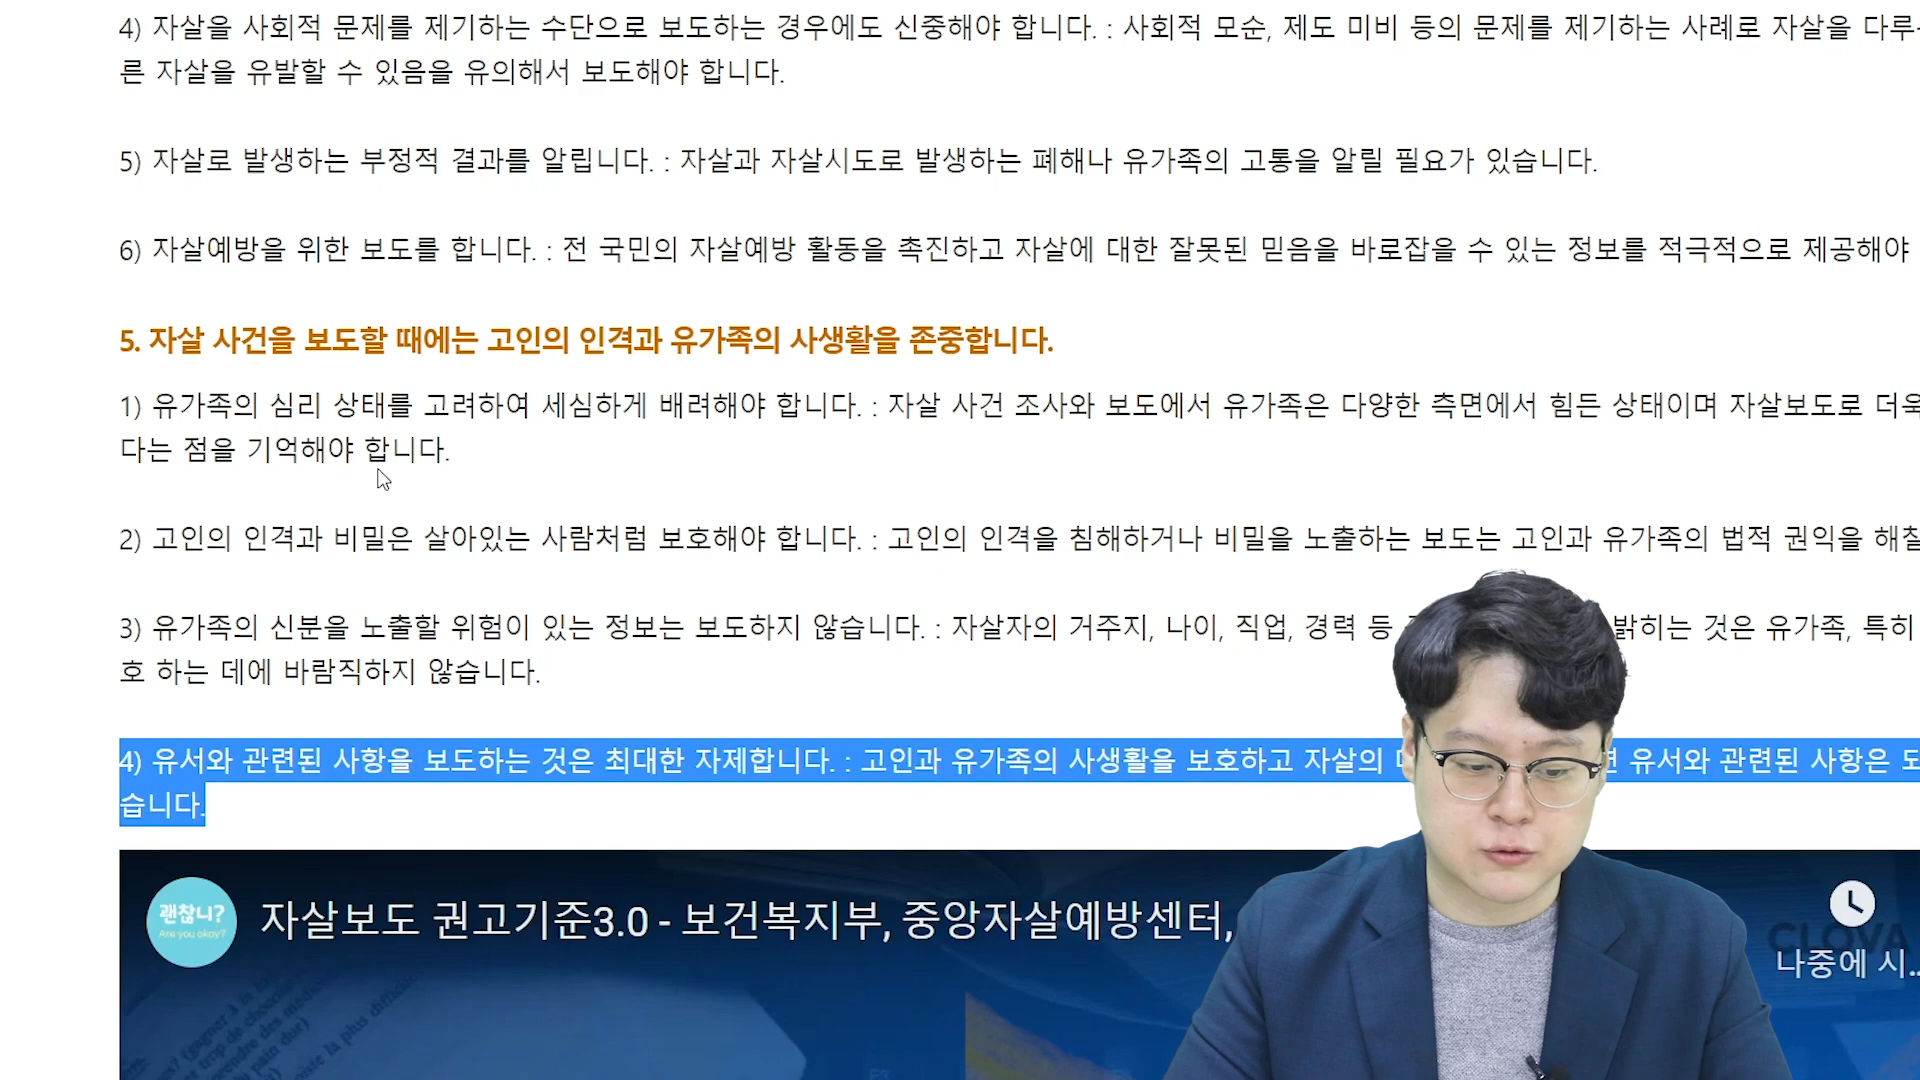 4) 자살을 사회적 문제를 제기하는 수단으로 보도하는 경우에도 신중해야 합니다. : 사회적 모순, 제도 미비 등의 문제를 제기하는 사례로 자살을
른 자살을 유발할 수 있음을 유의해서 보도해야 합니다.
5) 자살로 발생하는 부정적 결과를 알립니다. : 자살과 자살시도로 발생하는 폐해나 유가족의 고통을 알릴 필요가 있습니다.
6) 자살예방을 위한 보도를 합니다. : 전 국민의 자살예방 활동을 촉진하고 자살에 대한 잘못된 믿음을 바로잡을 수 있는 정보를 적극적으로 제공해야
5. 자살 사건을 보도할 때에는 고인의 인격과 유가족의 사생활을 존중합니다.
1) 유가족의 심리 상태를 고려하여 세심하게 배려해야 합니다. : 자살 사건 조사와 보도에서 유가족은 다양한 측면에서 힘든 상태이며 자살보도로 더욱
다는 점을 기억해야 합니다.
2) 고인의 인격과 비밀은 살아있는 사람처럼 보호해야 합니다. : 고인의 인격을 침해하거나 비밀을 노출하는 보도는 고인과 유가족의 법적 권익을
3) 유가족의 신분을 노출할 위험이 있는 정보는 보도하지 않습니다. : 자살자의 거주지, 나이, 직업, 경력 등 밝히는 것은 유가족, 특히
호 하는 데에 바람직하지 않습니다.
4) 유서와 관련된 사항을 보도하는 것은 최대한 자제합니다. : 고인과 유가족의 사생활을 보호하고 자살의 유서와 관련된 사항은
습니다.
괜찮니?
Are you okay?
자살보도 권고기준3.0 - 보건복지부, 중앙자살예방센터,
CLOVA
나중에 시...